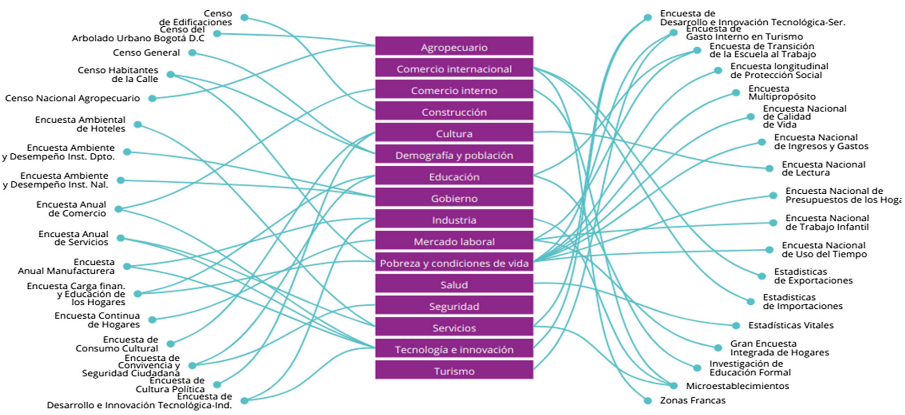 Censo
de Edificaciones
Censo del
Arbolado Urbano Bogotá D.C
Censo General
Censo Habitantes
de la Calle
Censo Nacional Agropecuario
Encuesta Ambiental
de Hoteles
Encuesta Ambiente
y Desempeño Inst. Dpto.
Encuesta Ambiente
y Desempeño Inst. Nal.
Encuesta Anual
de Comercio
Encuesta Anual
de Servicios
Encuesta
Anual Manufacturera
Encuesta Carga finan.
y Educación de
los Hogares
Encuesta Continua
de Hogares
Encuesta de
Consumo Cultural
Encuesta de
Convivencia y
Seguridad Ciudadana
Encuesta de
Cultura Política
Encuesta de
Desarrollo e Innovación Tecnológica-Ind.
Agropecuario
Comercio internacional
Comercio interno
Construcción
Cultura
Demografía y población
Educación
Gobierno
Industria
Mercado laboral
Pobreza y condiciones de vida
Salud
Seguridad
Servicios
Tecnología e innovación
Turismo
Encuesta de
Desarrollo e Innovación Tecnológica-Ser.
Encuesta de
Gasto Interno en Turismo
Encuesta de Transición
de la Escuela al Trabajo
Encuesta longitudinal
de Protección Social
Encuesta
Multipropósito
Encuesta Nacional
de Calidad
de Vida
Encuesta Nacional
de Ingresos y Gastos
Encuesta Nacional
de Lectura
Encuesta Nacional de
Presupuestos de los Hoga
Encuesta Nacional
de Trabajo Infantil
Encuesta Nacional
de Uso del Tiempo
Estadisticas
de Exportaciones
Estadisticas
de Importaciones
Estadísticas Vitales
Gran Encuesta
Integrada de Hogares
Investigación de
Educación Formal
Microestablecimientos
Zonas Francas